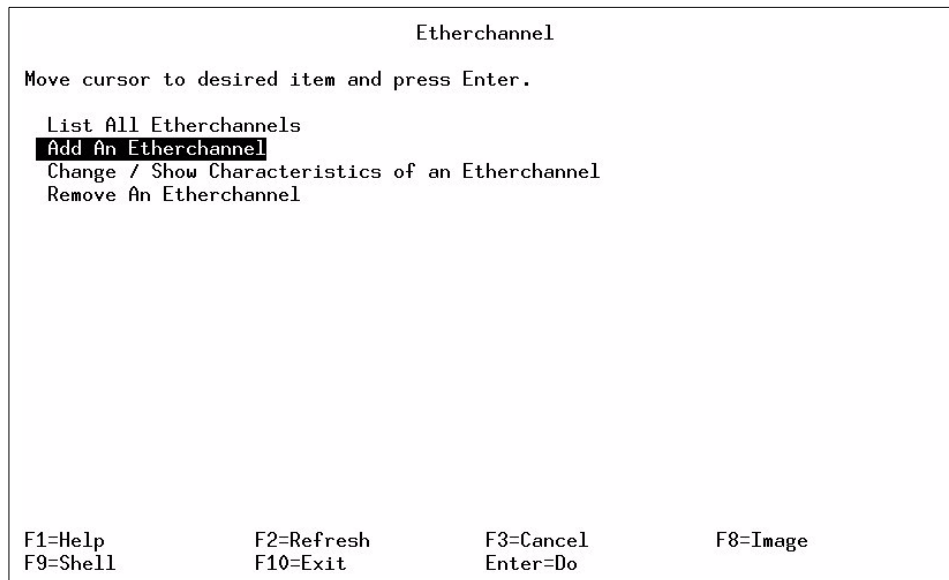 Etherchannel
Move cursor to desired item and press Enter.
List All Etherchannels
Add An Etherchannel
Change / Show Characteristics of an Etherchannel
Remove An Etherchannel
F1=Help F2=Refresh F3=Cancel F8=Image
F9=Shell F10=Exit Enter=Do